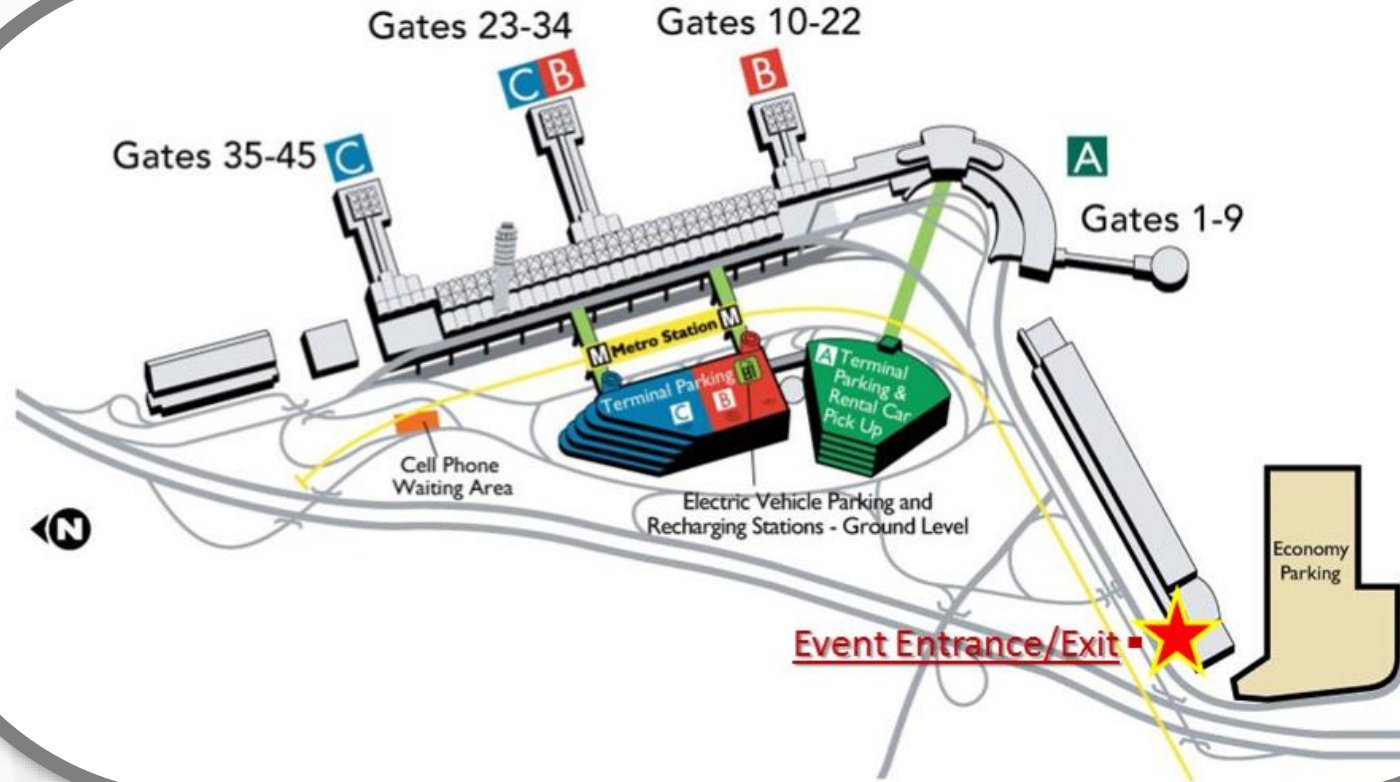 Gates 23-34
C B
Gates 10-22
B
Gates 35-45 C
A
Gates 1-9
M Metro Station M
Terminal Parking
C B
A Terminal
Parking &
Rental Car
Pick Up
Cell Phone
Waiting Area
Electric Vehicle Parking and
Recharging Stations - Ground Level
N
Economy
Parking
Event Entrance/Exit